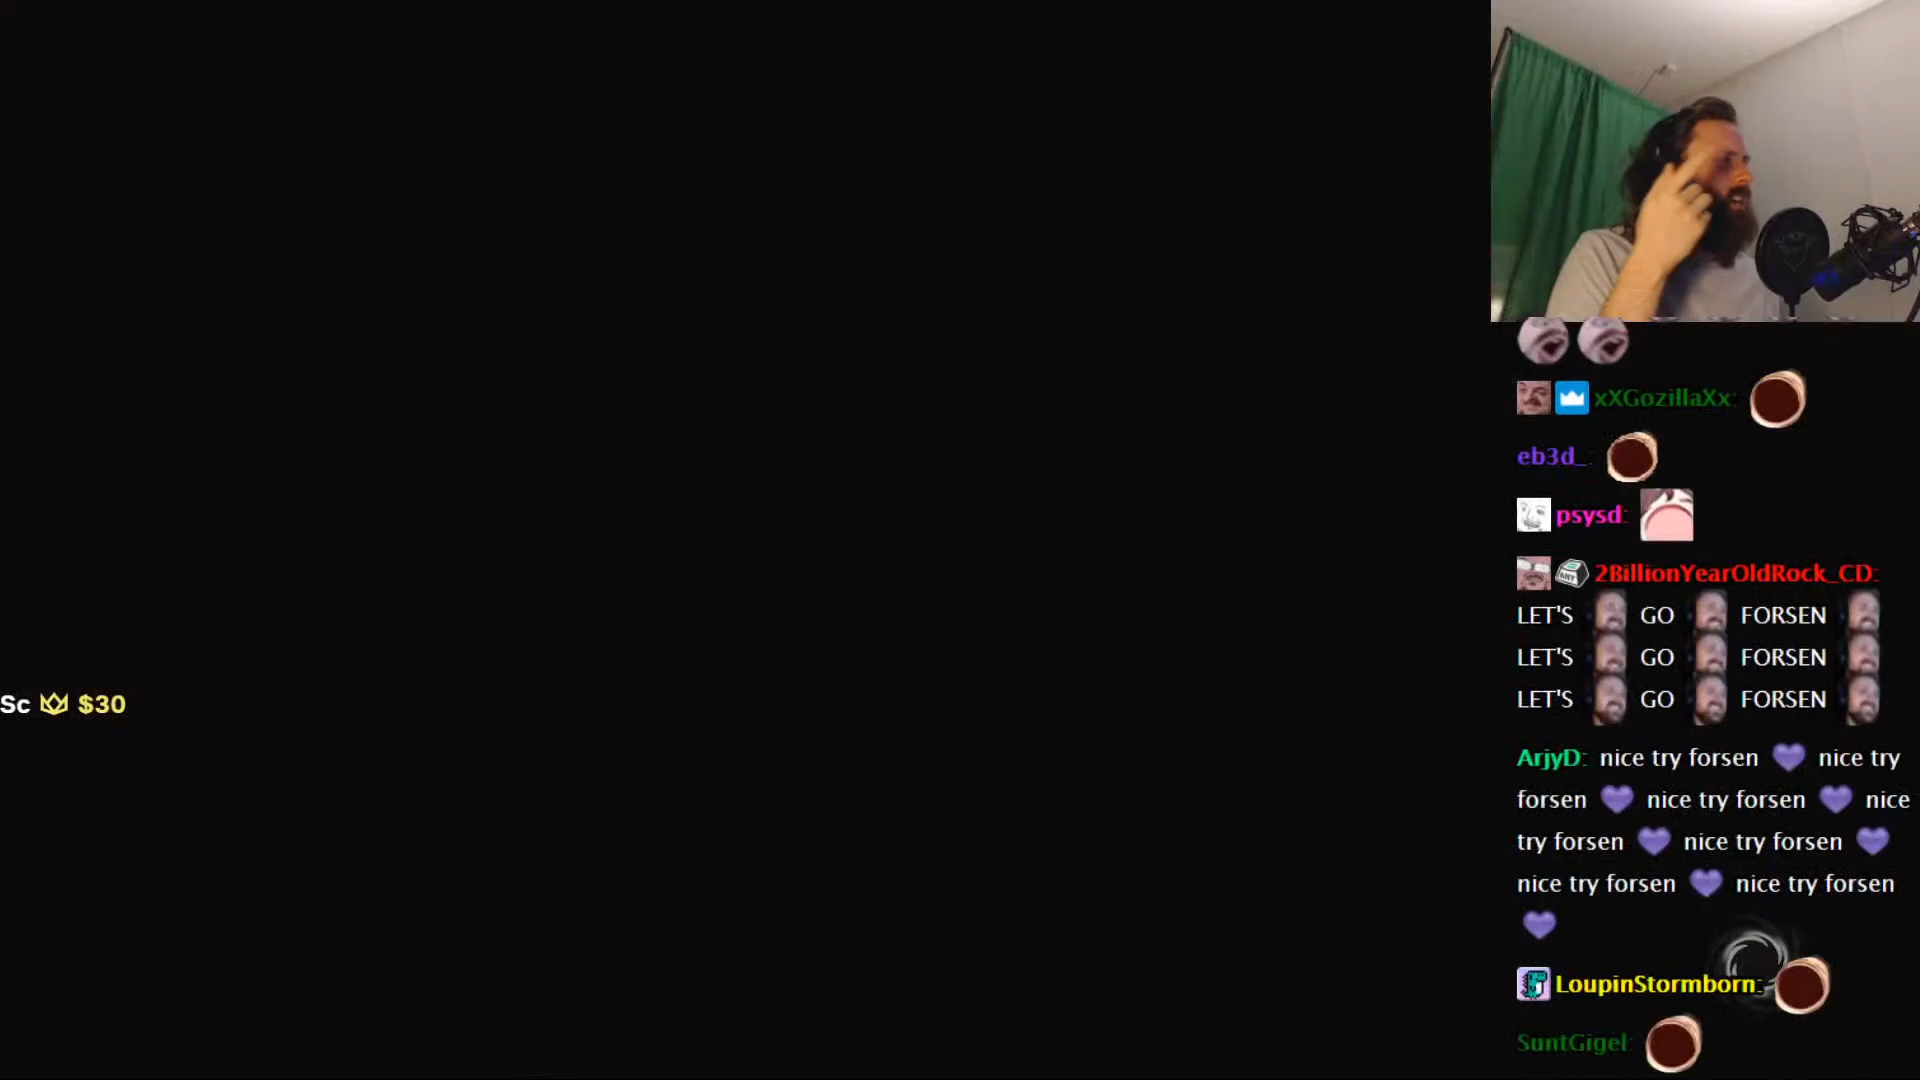 xXGozillaXx:
eb3d_:
psysd:
2BillionYearOldRock_CD:
LET'S GO FORSEN
LET'S GO FORSEN
LET'S GO FORSEN
Sc $30
ArjyD: nice try forsen nice try
forsen nice try forsen nice
try forsen nice try forsen
nice try forsen nice try forsen
LoupinStormborn:
SuntGigel: